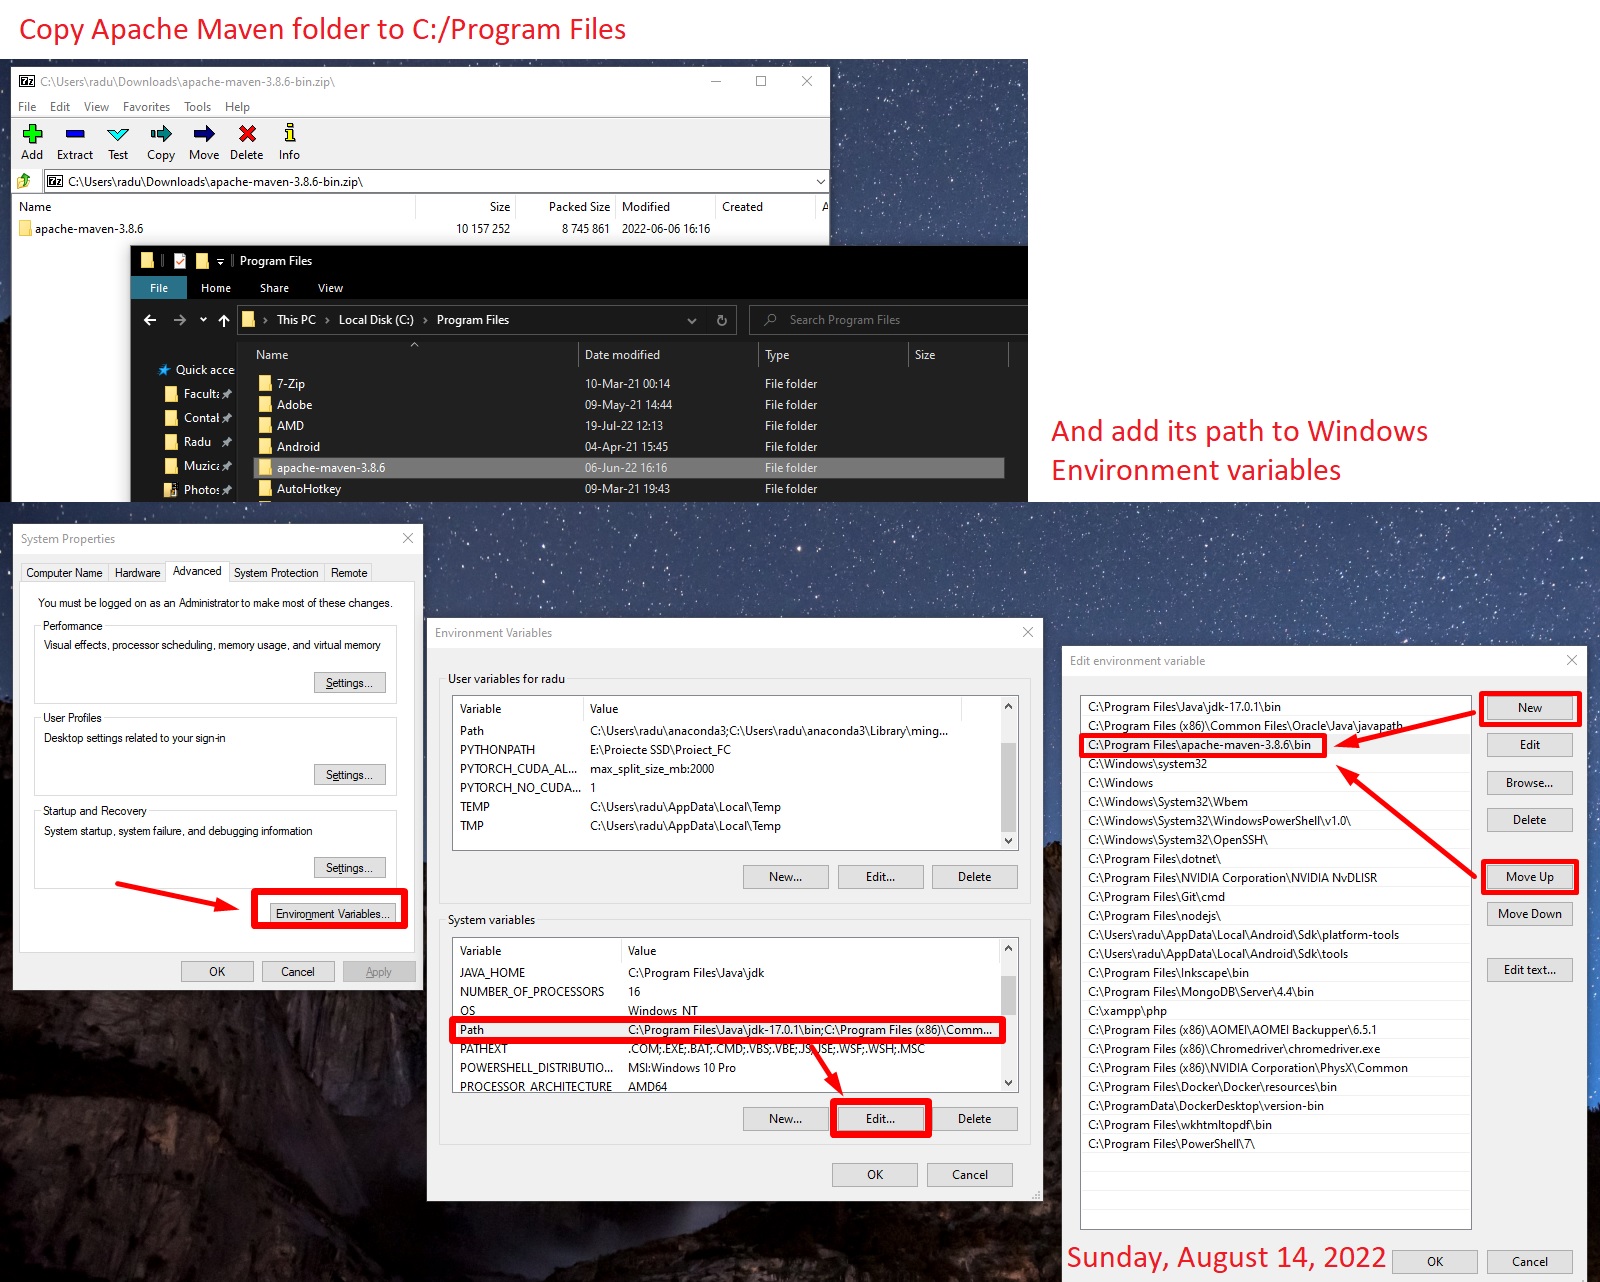 Copy Apache Maven folder to C:/Program Files
C:\Users\radu\Downloads\apache-maven-3.8.6-bin.zip\
File Edit View Favorites Tools Help
Add Extract Test Copy Move Delete Info
C:\Users\radu\Downloads\apache-maven-3.8.6-bin.zip\
Name Size Packed Size Modified Created A
apache-maven-3.8.6 10 157 252 8 745 861 2022-06-06 16:16
Program Files
File Home Share View
This PC Local Disk (C:) Program Files Search Program Files
Name Date modified Type Size
Quick acce
Faculta
Contal
Radu
Muzica
Photos
7-Zip 10-Mar-21 00:14 File folder
Adobe 09-May-21 14:44 File folder
AMD 19-Jul-22 12:13 File folder
Android 04-Apr-21 15:45 File folder
apache-maven-3.8.6 06-Jun-22 16:16 File folder
AutoHotkey 09-Mar-21 19:43 File folder
And add its path to Windows
Environment variables
System Properties
Computer Name Hardware Advanced System Protection Remote
You must be logged on as an Administrator to make most of these changes.
Performance
Visual effects, processor scheduling, memory usage, and virtual memory
Settings...
User Profiles
Desktop settings related to your sign-in
Settings...
Startup and Recovery
System startup, system failure, and debugging information
Settings...
Environment Variables...
OK Cancel Apply
Environment Variables
User variables for radu
Variable Value
Path C:\Users\radu\anaconda3;C:\Users\radu\anaconda3\Library\ming...
PYTHONPATH E:\Proiecte SSD\Proiect_FC
PYTORCH_CUDA_AL... max_split_size_mb:2000
PYTORCH_NO_CUDA... 1
TEMP C:\Users\radu\AppData\Local\Temp
TMP C:\Users\radu\AppData\Local\Temp
New... Edit... Delete
System variables
Variable Value
JAVA_HOME C:\Program Files\Java\jdk
NUMBER_OF_PROCESSORS 16
OS Windows_NT
Path C:\Program Files\Java\jdk-17.0.1\bin;C:\Program Files (x86)\Comm...
PATHEXT .COM;.EXE;.BAT;.CMD;.VBS;.VBE;.JS;.JSE;.WSF;.WSH;.MSC
POWERSHELL_DISTRIBUTIO... MSI:Windows 10 Pro
PROCESSOR_ARCHITECTURE AMD64
New... Edit... Delete
OK Cancel
Edit environment variable
C:\Program Files\Java\jdk-17.0.1\bin
C:\Program Files (x86)\Common Files\Oracle\Java\javapath
C:\Program Files\apache-maven-3.8.6\bin
C:\Windows\system32
C:\Windows
C:\Windows\System32\Wbem
C:\Windows\System32\WindowsPowerShell\v1.0\
C:\Windows\System32\OpenSSH\
C:\Program Files\dotnet\
C:\Program Files\NVIDIA Corporation\NVIDIA NvDLISR
C:\Program Files\Git\cmd
C:\Program Files\nodejs\
C:\Users\radu\AppData\Local\Android\Sdk\platform-tools
C:\Users\radu\AppData\Local\Android\Sdk\tools
C:\Program Files\Inkscape\bin
C:\Program Files\MongoDB\Server\4.4\bin
C:\xampp\php
C:\Program Files (x86)\AOMEI\AOMEI Backupper\6.5.1
C:\Program Files (x86)\Chromedriver\chromedriver.exe
C:\Program Files (x86)\NVIDIA Corporation\PhysX\Common
C:\Program Files\Docker\Docker\resources\bin
C:\ProgramData\DockerDesktop\version-bin
C:\Program Files\wkhtmltopdf\bin
C:\Program Files\PowerShell\7\
New
Edit
Browse...
Delete
Move Up
Move Down
Edit text...
Sunday, August 14, 2022
OK Cancel